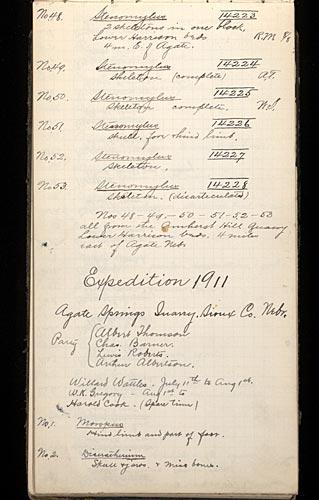 No 48. Stenomylus 14223
2 skeletons in one block,
Lower Harrison beds R.M. 7/8
4 m. E. of Agate.
No. 49. Stenomylus 14224
skeleton (complete)
No. 50. Stenomylus 14225
skeleton complete.
No. 51. Stenomylus 14226
skull fore & hind limb.
No. 52. Stenomylus 14227
skeleton.
No. 53. Stenomylus 14228
skeleton. (disarticulated)
Nos 48 - 49 - 50 - 51 - 52 - 53
all from the Amherst Hill Quarry
Lower Harrison beds. 4 miles
east of Agate Neb.
Expedition 1911
Agate Springs Quarry, Sioux Co. Nebr.
Party Albert Thomson
Chas. Barner.
Lewis Roberts.
Arthur Albertson.
Willard Wattles - July 11th to Aug 1st.
W.K. Gregory - Aug 1st to
Harold Cook. (Spare time)
No. 1. Moropus
Hind limb and part of foor.
No. 2. Dinohyus
Skull & jaws. & misc bones.